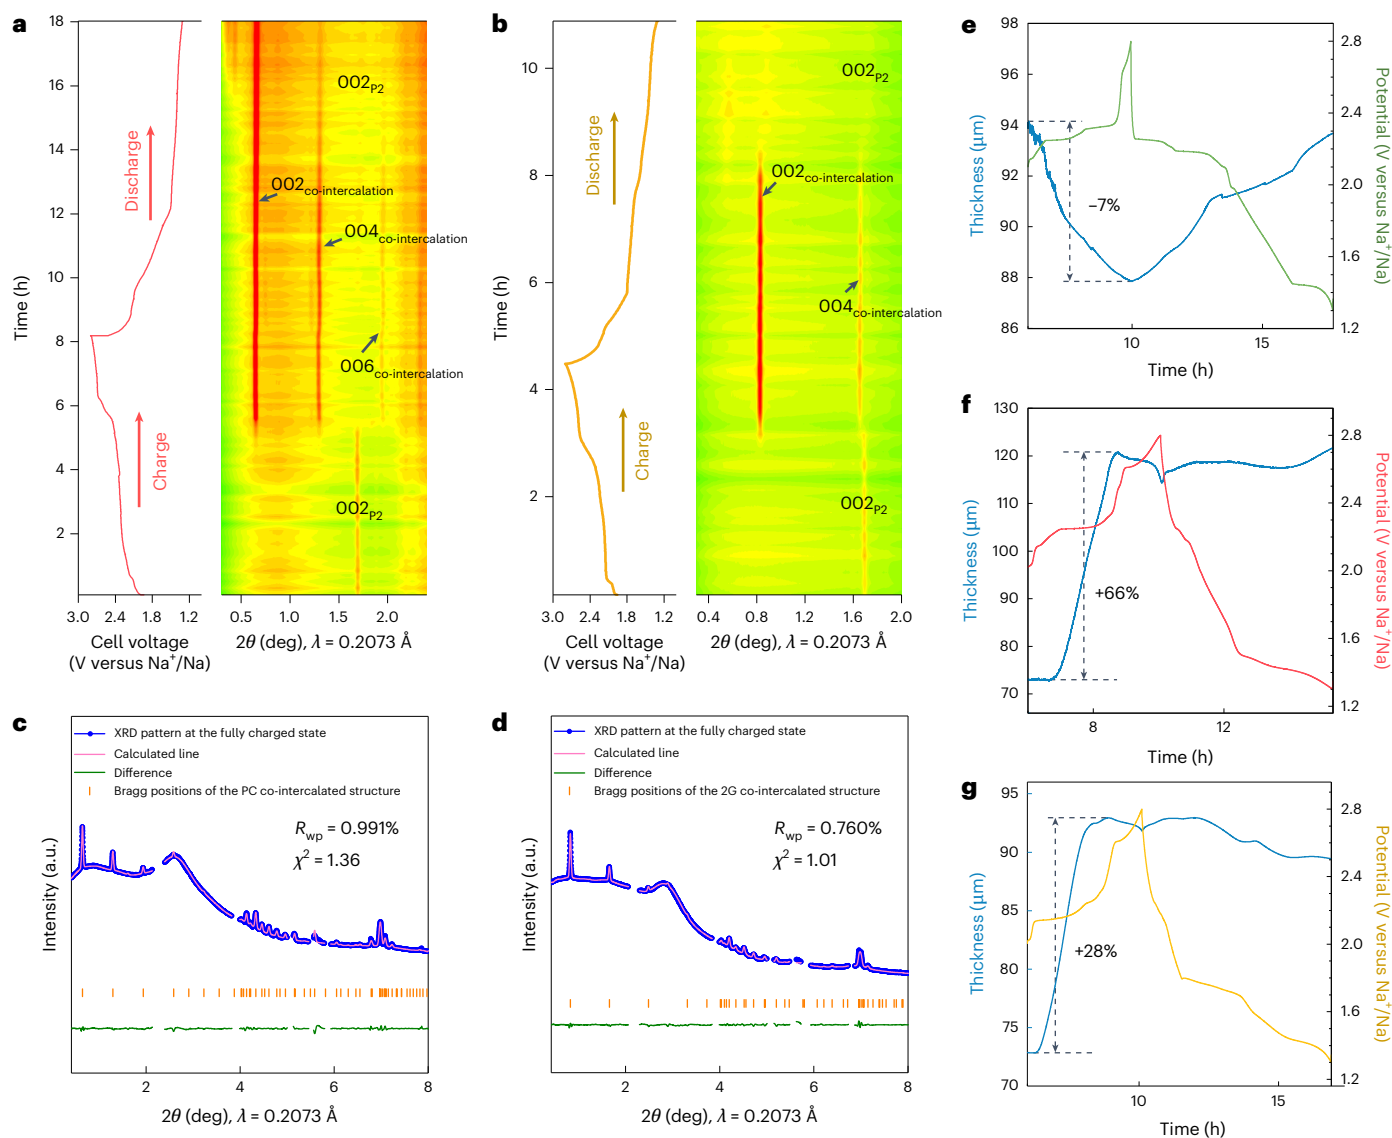 a
18
16
14
12
10
8
6
4
2
Time (h)
Discharge
Charge
3.0 2.4 1.8 1.2
Cell voltage
(V versus Na⁺/Na)
002P2
002co-intercalation
004co-intercalation
006co-intercalation
002P2
0.5 1.0 1.5 2.0
2θ (deg), λ = 0.2073 Å
b
10
8
6
4
2
Time (h)
Discharge
Charge
3.0 2.4 1.8 1.2
Cell voltage
(V versus Na⁺/Na)
002P2
002co-intercalation
004co-intercalation
002P2
0.4 0.8 1.2 1.6 2.0
2θ (deg), λ = 0.2073 Å
c
XRD pattern at the fully charged state
Calculated line
Difference
Bragg positions of the PC co-intercalated structure
Rwp = 0.991%
χ² = 1.36
Intensity (a.u.)
2 4 6 8
2θ (deg), λ = 0.2073 Å
d
XRD pattern at the fully charged state
Calculated line
Difference
Bragg positions of the 2G co-intercalated structure
Rwp = 0.760%
χ² = 1.01
Intensity (a.u.)
2 4 6 8
2θ (deg), λ = 0.2073 Å
e
98
96
94
92
90
88
86
Thickness (µm)
−7%
2.8
2.4
2.0
1.6
1.2
Potential (V versus Na⁺/Na)
10 15
Time (h)
f
130
120
110
100
90
80
70
Thickness (µm)
+66%
2.8
2.4
2.0
1.6
1.2
Potential (V versus Na⁺/Na)
8 12
Time (h)
g
95
90
85
80
75
70
Thickness (µm)
+28%
2.8
2.4
2.0
1.6
1.2
Potential (V versus Na⁺/Na)
10 15
Time (h)